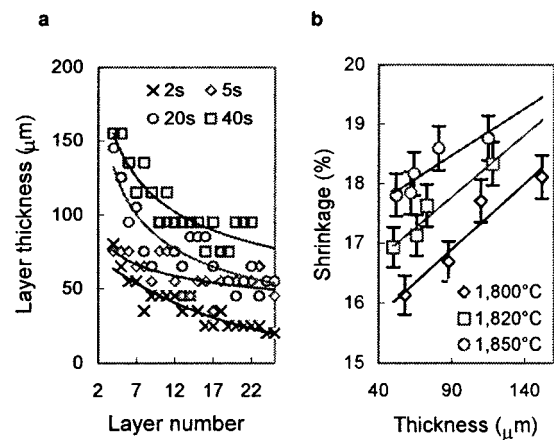 a
200
150
100
50
0
Layer thickness (μm)
2s
5s
20s
40s
2 7 12 17 22
Layer number
b
20
19
18
17
16
15
Shrinkage (%)
1,800°C
1,820°C
1,850°C
40 90 140
Thickness (μm)